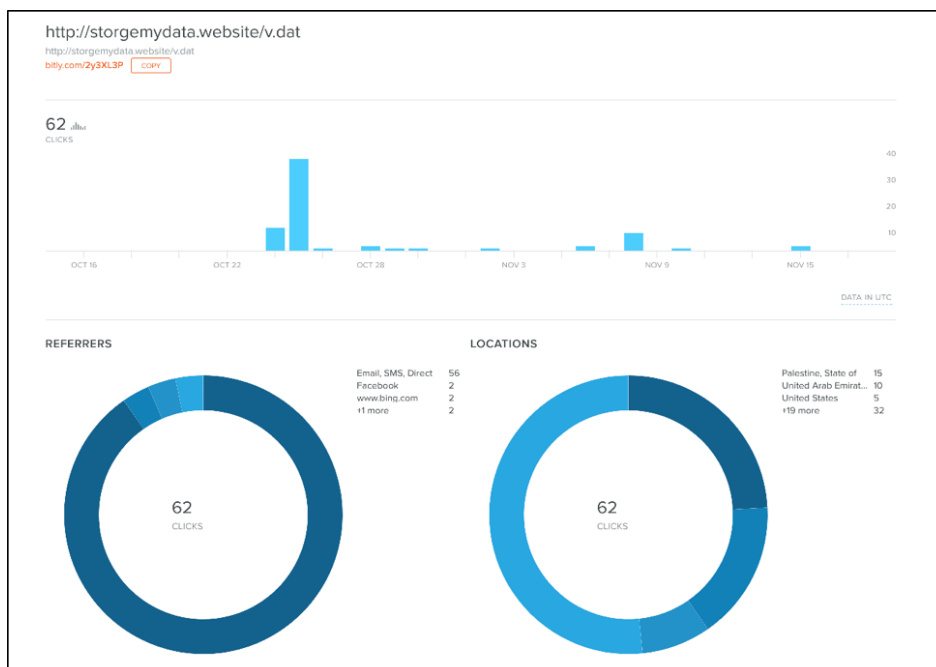 http://storgemydata.website/v.dat
http://storgemydata.website/v.dat
bitly.com/2y3XL3P COPY
62
CLICKS
40
30
20
10
OCT 16 OCT 22 OCT 28 NOV 3 NOV 9 NOV 15
DATA IN UTC
REFERRERS
Email, SMS, Direct 56
Facebook 2
www.bing.com 2
+1 more 2
62
CLICKS
LOCATIONS
Palestine, State of 15
United Arab Emirat... 10
United States 5
+19 more 32
62
CLICKS